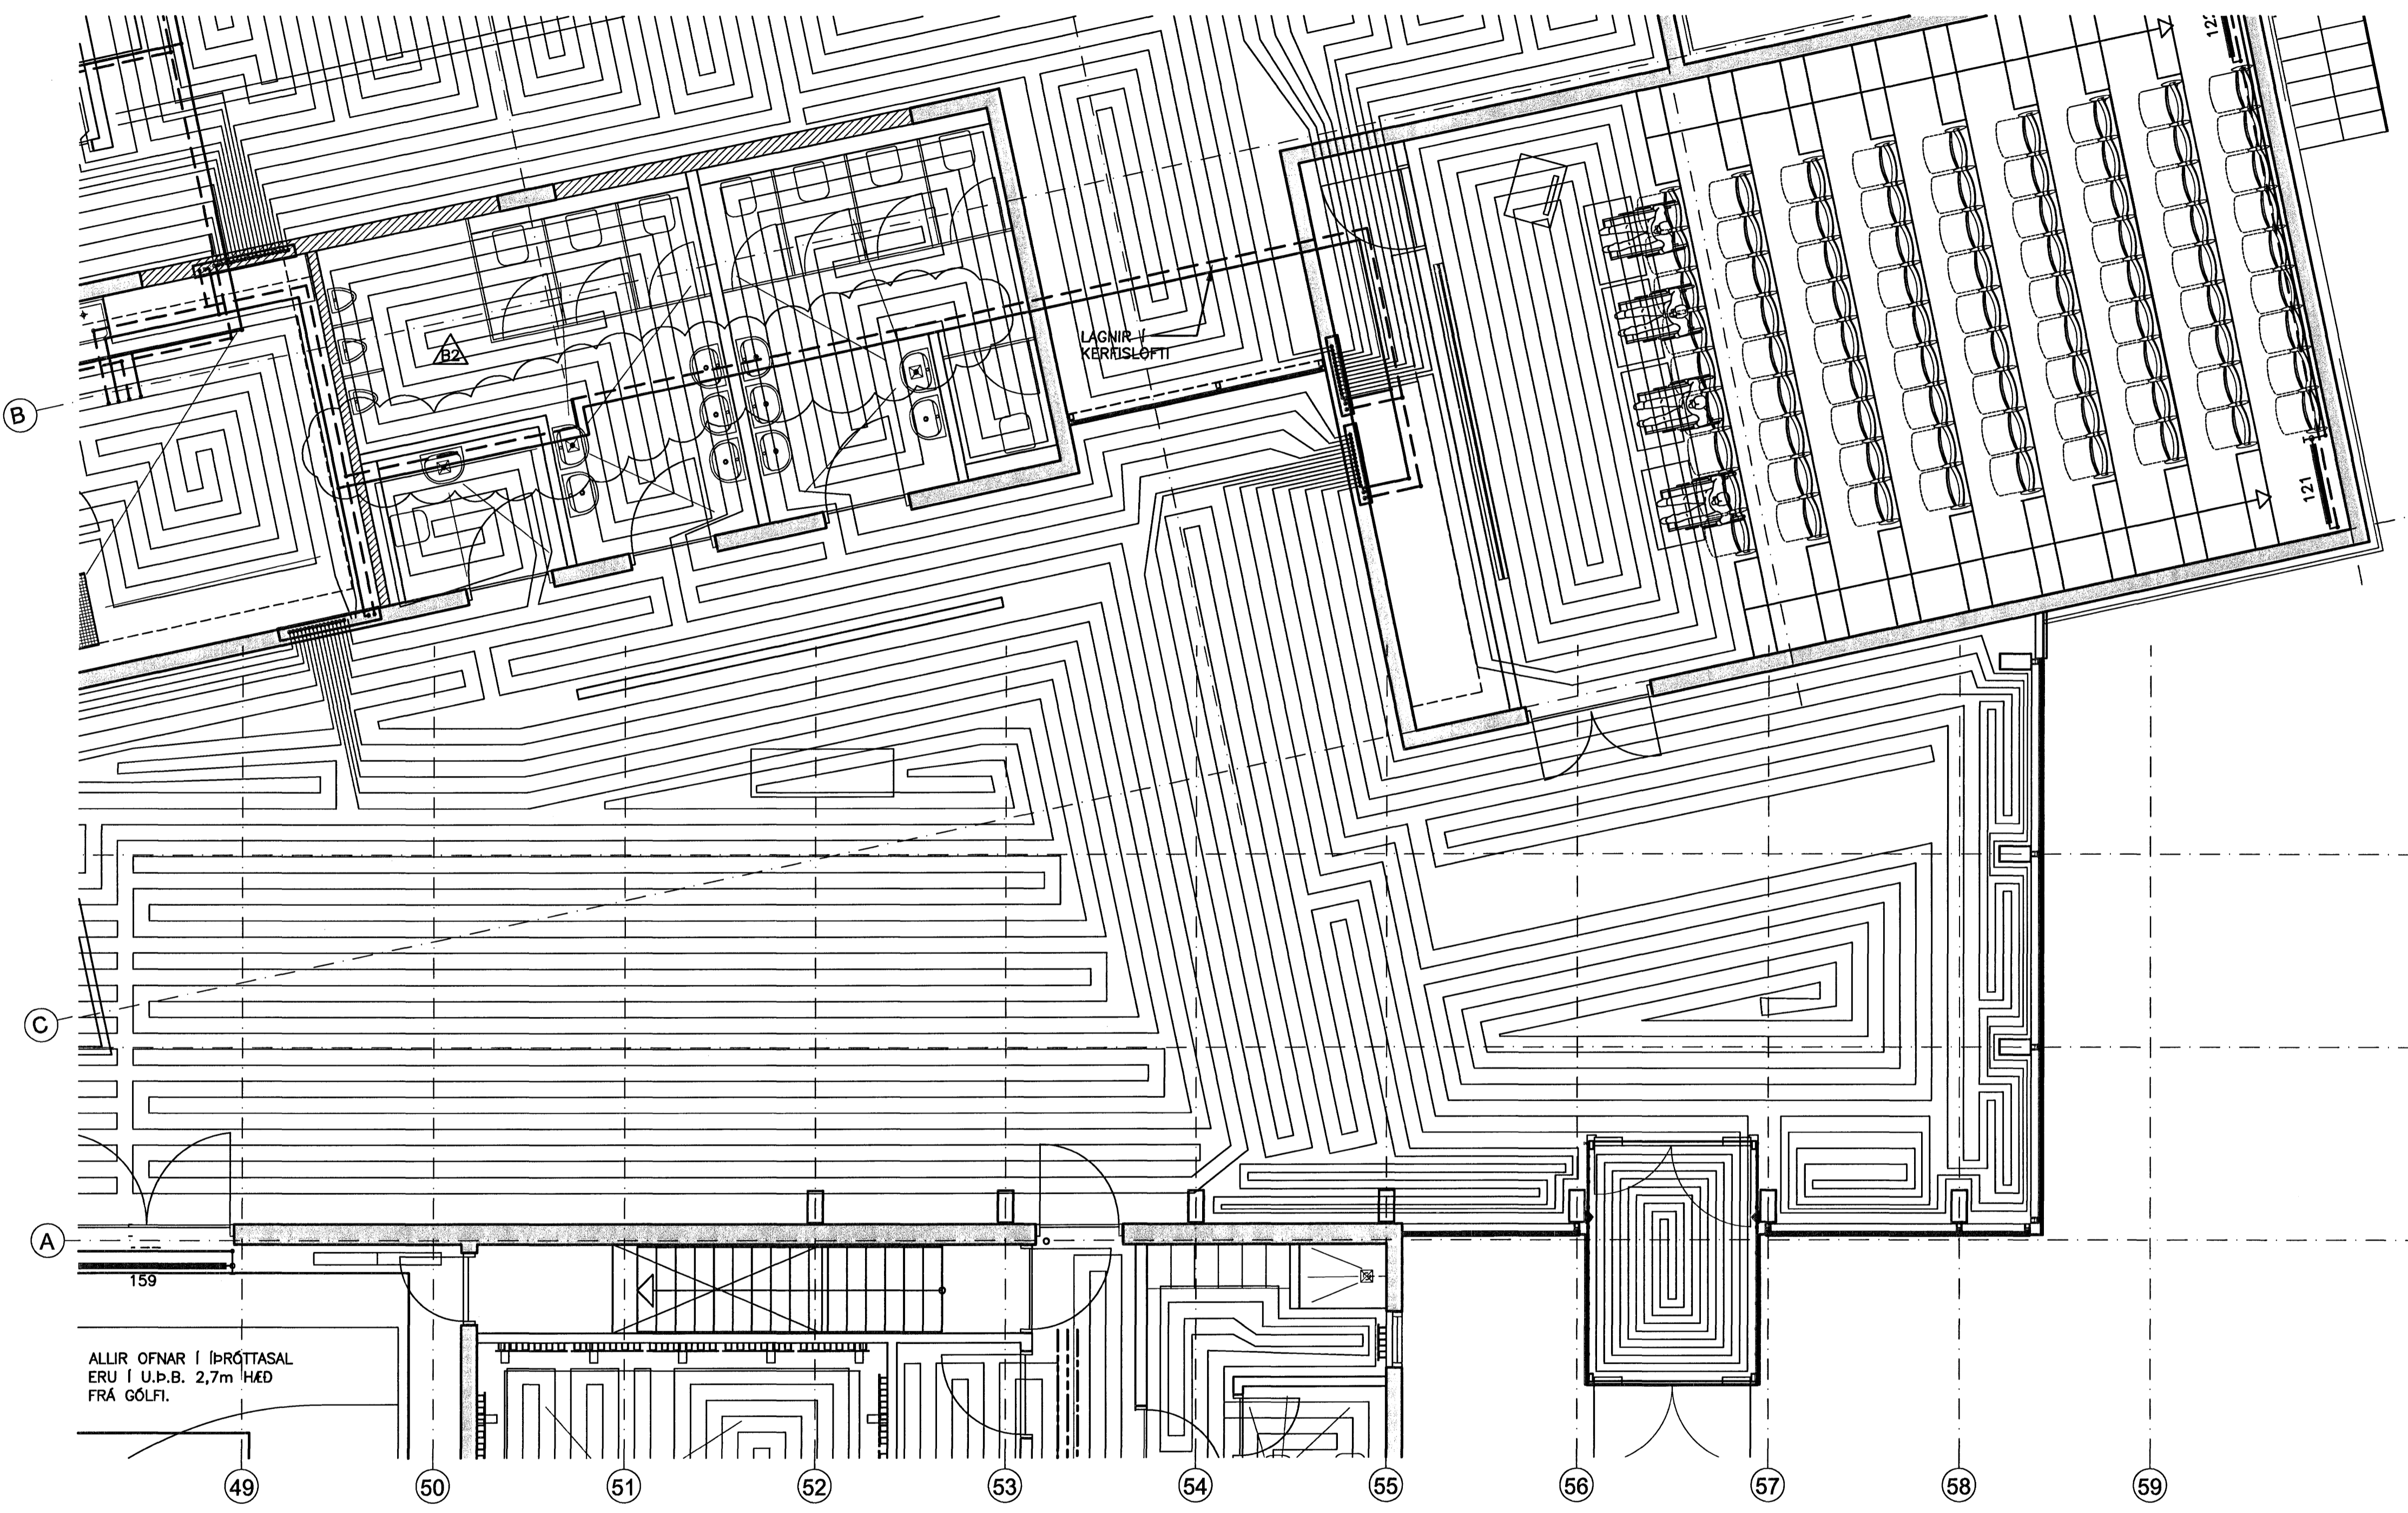 B2
LAGNIR Í
KERFISLOFTI
B
121
C
A
159
ALLIR OFNAR Í ÍÞRÓTTASAL
ERU Í U.Þ.B. 2,7m HÆÐ
FRÁ GÓLFI.
49 50 51 52 53 54 55 56 57 58 59